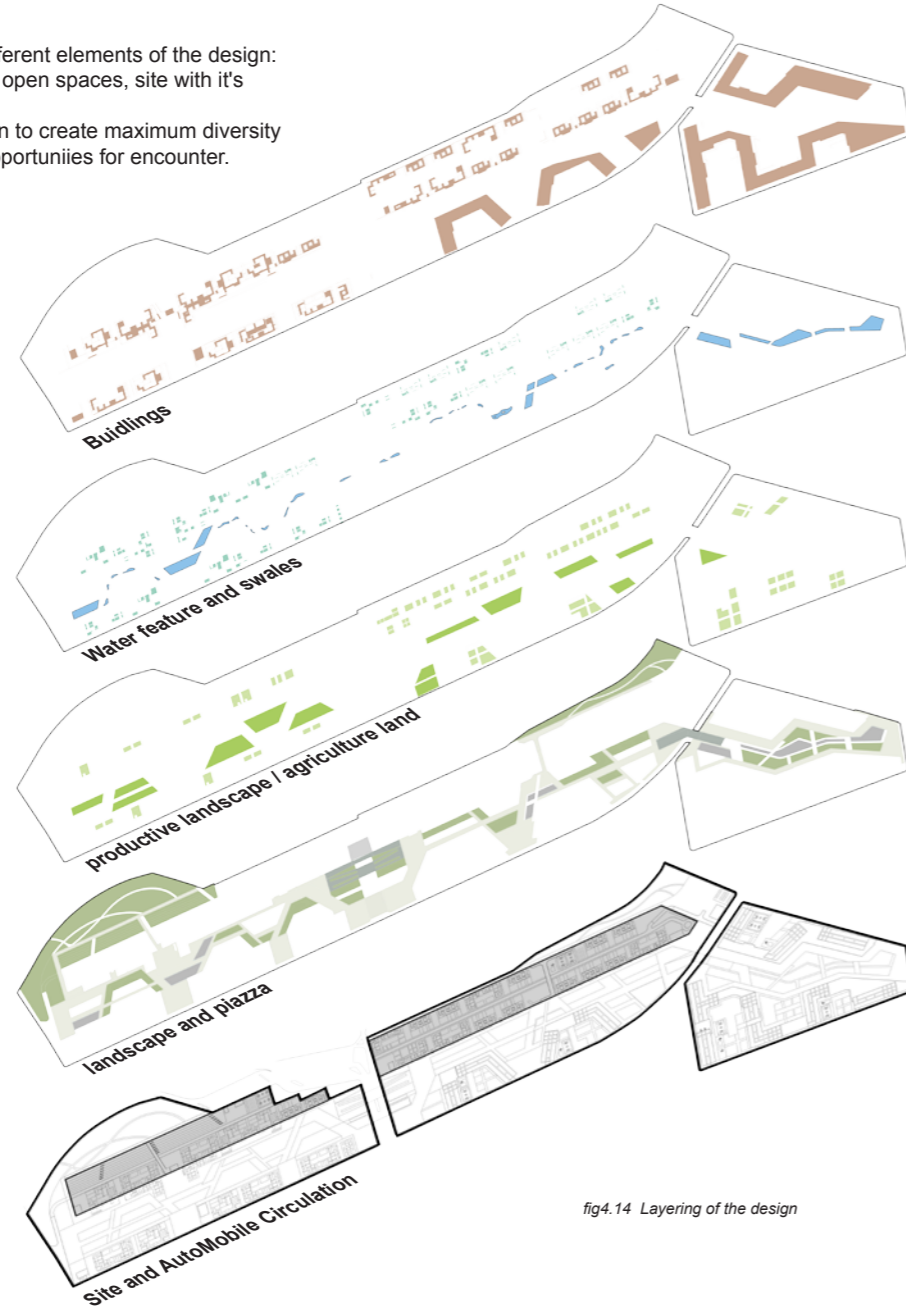 ferent elements of the design:
open spaces, site with it's
n to create maximum diversity
pportuniies for encounter.
Buidlings
Water feature and swales
productive landscape / agriculture land
landscape and piazza
Site and AutoMobile Circulation
fig4.14 Layering of the design